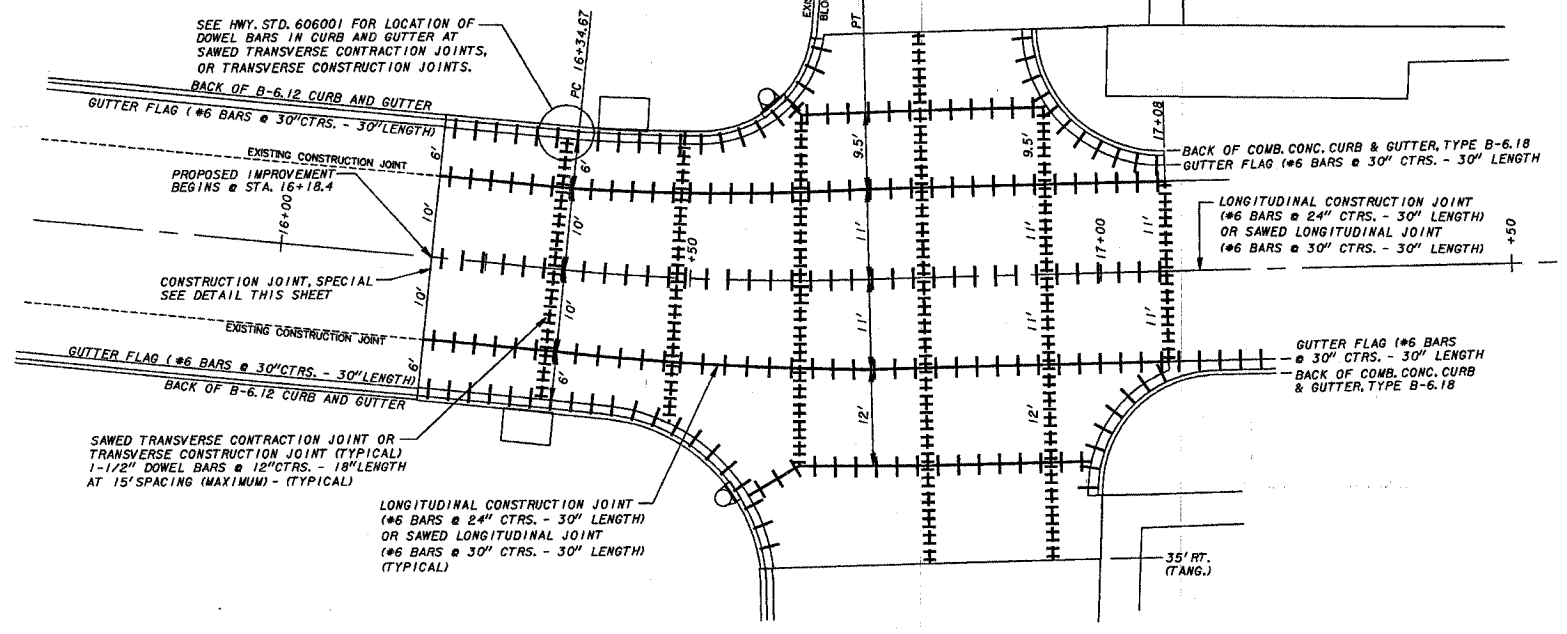 SEE HWY. STD. 606001 FOR LOCATION OF
DOWEL BARS IN CURB AND GUTTER AT
SAWED TRANSVERSE CONTRACTION JOINTS,
OR TRANSVERSE CONSTRUCTION JOINTS.
PC 16+34.67
PT
BACK OF B-6.12 CURB AND GUTTER
GUTTER FLAG (#6 BARS @ 30"CTRS. - 30"LENGTH)
EXISTING CONSTRUCTION JOINT
PROPOSED IMPROVEMENT
BEGINS @ STA. 16+18.4
16+00
CONSTRUCTION JOINT, SPECIAL
SEE DETAIL THIS SHEET
EXISTING CONSTRUCTION JOINT
GUTTER FLAG (#6 BARS @ 30"CTRS. - 30"LENGTH)
BACK OF B-6.12 CURB AND GUTTER
6'
10'
10'
6'
6'
10'
10'
6'
+50
9.5'
11'
11'
12'
9.5'
11'
11'
12'
17+00
11'
11'
17+08
BACK OF COMB. CONC. CURB & GUTTER, TYPE B-6.18
GUTTER FLAG (#6 BARS @ 30" CTRS. - 30" LENGTH
LONGITUDINAL CONSTRUCTION JOINT
(#6 BARS @ 24" CTRS. - 30" LENGTH)
OR SAWED LONGITUDINAL JOINT
(#6 BARS @ 30" CTRS. - 30" LENGTH)
+50
GUTTER FLAG (#6 BARS
@ 30" CTRS. - 30" LENGTH
BACK OF COMB. CONC. CURB
& GUTTER, TYPE B-6.18
SAWED TRANSVERSE CONTRACTION JOINT OR
TRANSVERSE CONSTRUCTION JOINT (TYPICAL)
1-1/2" DOWEL BARS @ 12"CTRS. - 18"LENGTH
AT 15' SPACING (MAXIMUM) - (TYPICAL)
LONGITUDINAL CONSTRUCTION JOINT
(#6 BARS @ 24" CTRS. - 30" LENGTH)
OR SAWED LONGITUDINAL JOINT
(#6 BARS @ 30" CTRS. - 30" LENGTH)
(TYPICAL)
35' RT.
(TANG.)